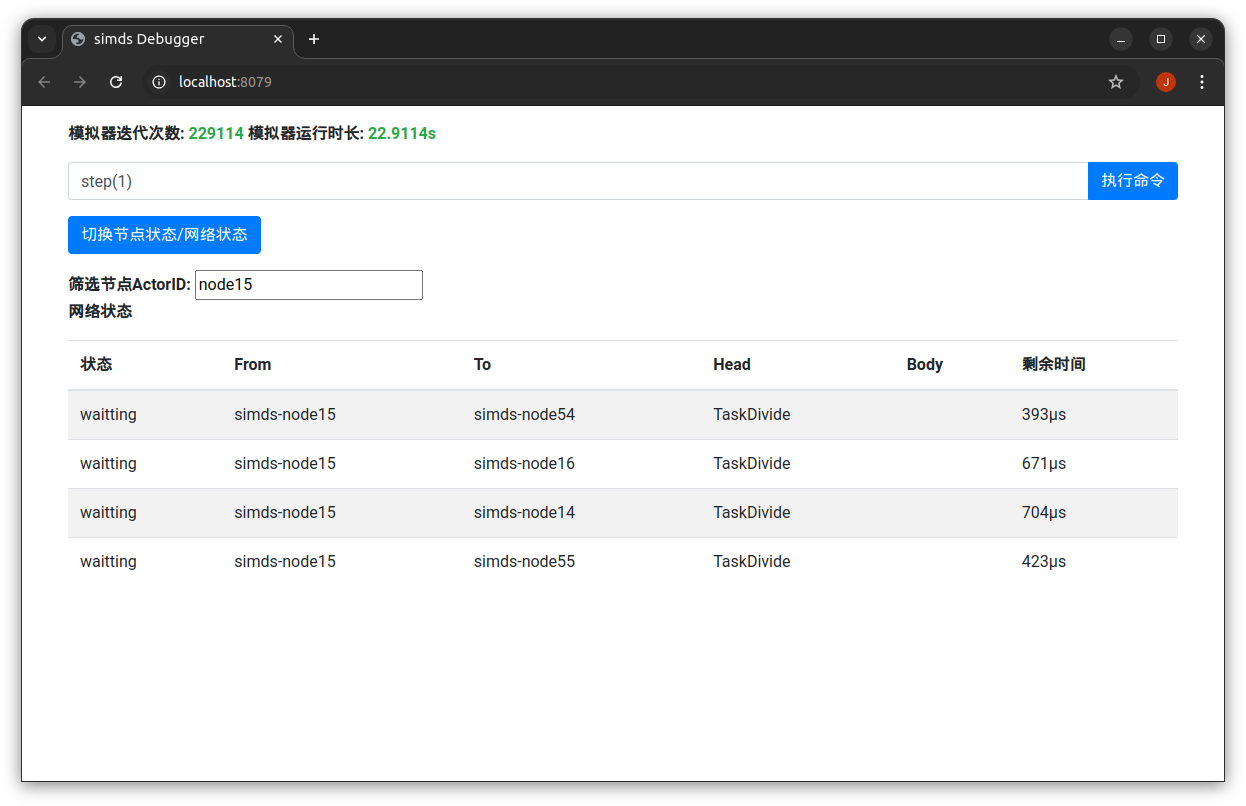 simds Debugger
localhost:8079
J
模拟器迭代次数: 229114 模拟器运行时长: 22.9114s
step(1) 执行命令
切换节点状态/网络状态
筛选节点ActorID: node15
网络状态
状态 From To Head Body 剩余时间
waitting simds-node15 simds-node54 TaskDivide 393µs
waitting simds-node15 simds-node16 TaskDivide 671µs
waitting simds-node15 simds-node14 TaskDivide 704µs
waitting simds-node15 simds-node55 TaskDivide 423µs